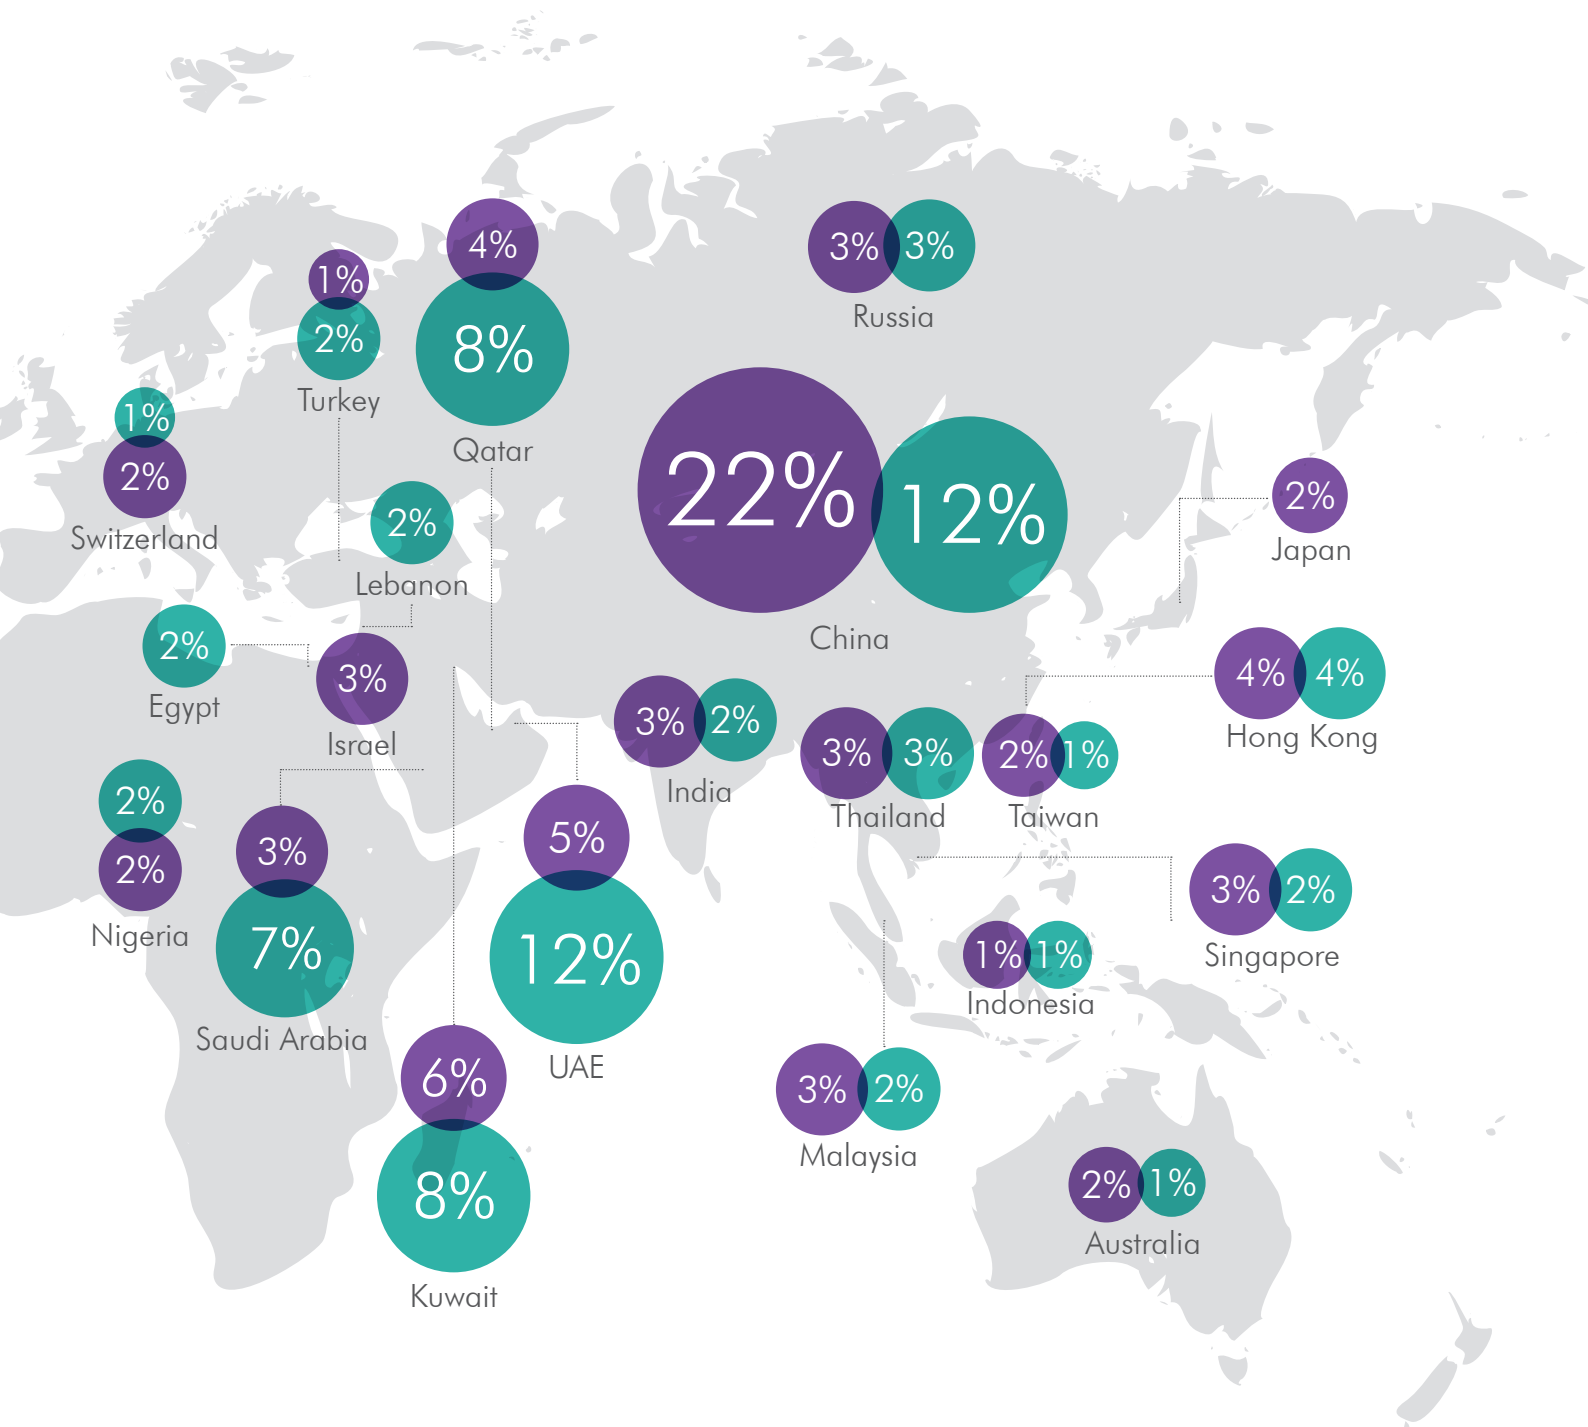 4%
8%
Qatar
1%
2%
Turkey
3% 3%
Russia
1%
2%
Switzerland
22% 12%
China
2%
Lebanon
2%
Japan
2%
Egypt
3%
Israel
3% 2%
India
3% 3%
Thailand
2% 1%
Taiwan
4% 4%
Hong Kong
2%
2%
Nigeria
3%
7%
Saudi Arabia
5%
12%
UAE
3% 2%
Singapore
1% 1%
Indonesia
6%
8%
Kuwait
3% 2%
Malaysia
2% 1%
Australia